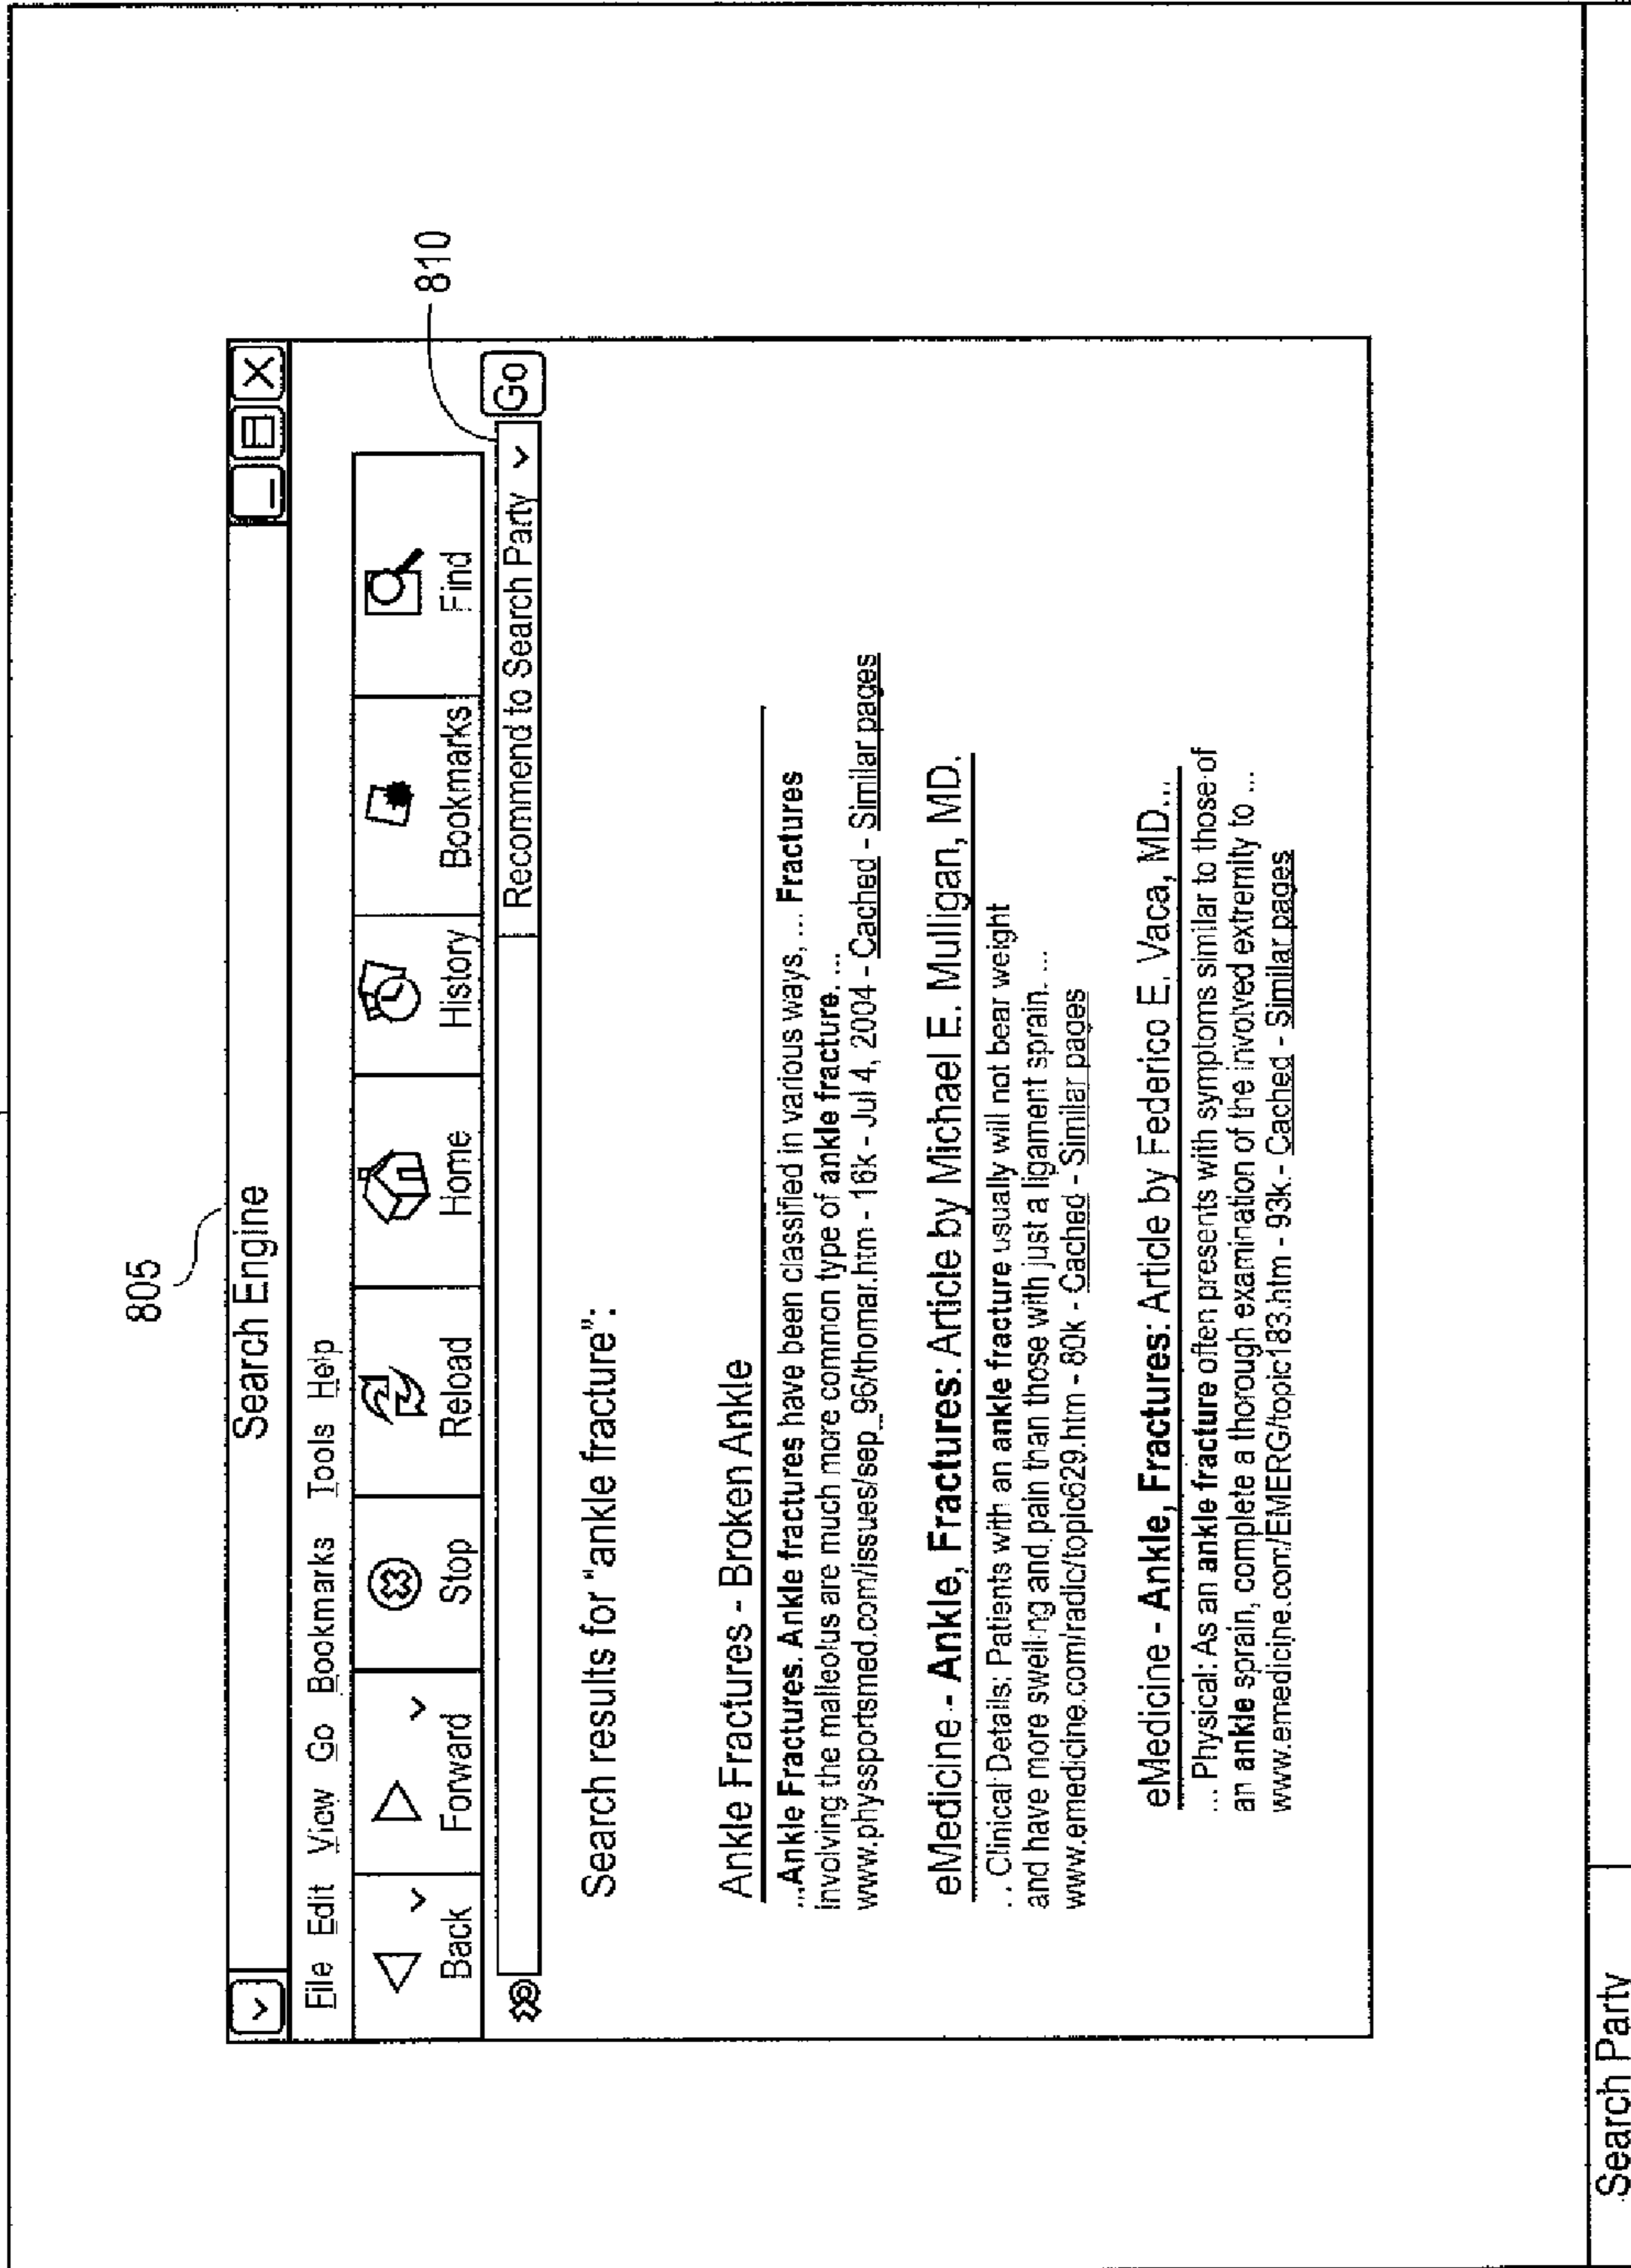 805
Search Engine
File Edit View Go Bookmarks Tools Help
Back Forward Stop Reload Home History Bookmarks Find
810
Recommend to Search Party Go
Search results for "ankle fracture":
Ankle Fractures - Broken Ankle
...Ankle Fractures. Ankle fractures have been classified in various ways, ... Fractures
involving the malleolus are much more common type of ankle fracture. ...
www.physsportsmed.com/issues/sep_96/thomar.htm - 16k - Jul 4, 2004 - Cached - Similar pages
eMedicine - Ankle, Fractures: Article by Michael E. Mulligan, MD.
... Clinical Details: Patients with an ankle fracture usually will not bear weight
and have more swelling and pain than those with just a ligament sprain. ...
www.emedicine.com/radio/topic629.htm - 80k - Cached - Similar pages
eMedicine - Ankle, Fractures: Article by Federico E. Vaca, MD...
... Physical: As an ankle fracture often presents with symptoms similar to those of
an ankle sprain, complete a thorough examination of the involved extremity to ...
www.emedicine.com/EMERG/topic183.htm - 93k - Cached - Similar pages
Search Party